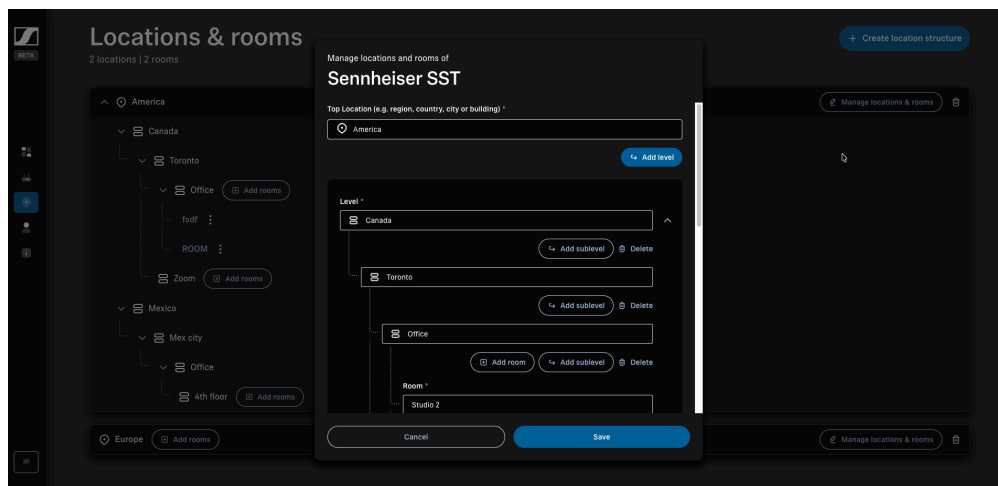 BETA
Locations & rooms
2 locations | 2 rooms
+ Create location structure
America
Manage locations & rooms
Canada
Toronto
Office
Add rooms
fsdf
ROOM
Zoom
Add rooms
Mexico
Mex city
Office
4th floor
Add rooms
Europe
Add rooms
Manage locations & rooms
Manage locations and rooms of
Sennheiser SST
Top Location (e.g. region, country, city or building) *
America
Add level
Level *
Canada
Add sublevel
Delete
Toronto
Add sublevel
Delete
Office
Add room
Add sublevel
Delete
Room *
Studio 2
Cancel
Save